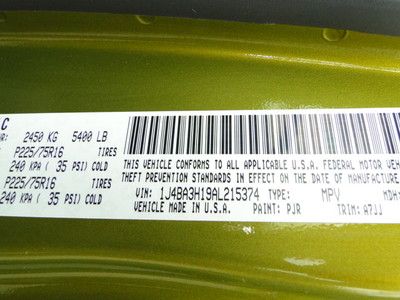 LC
2450 KG 5400 LB
P225/75R16 TIRES
240 KPA ( 35 PSI) COLD
P225/75R16 TIRES
240 KPA ( 35 PSI) COLD
THIS VEHICLE CONFORMS TO ALL APPLICABLE U.S.A. FEDERAL MOTOR
THEFT PREVENTION STANDARDS IN EFFECT ON THE DATE OF MANUFACTURE
VIN: 1J4BA3H19AL215374 TYPE: MPV MDH:
VEHICLE MADE IN U.S.A. PAINT: PJR TRIM: A7JJ